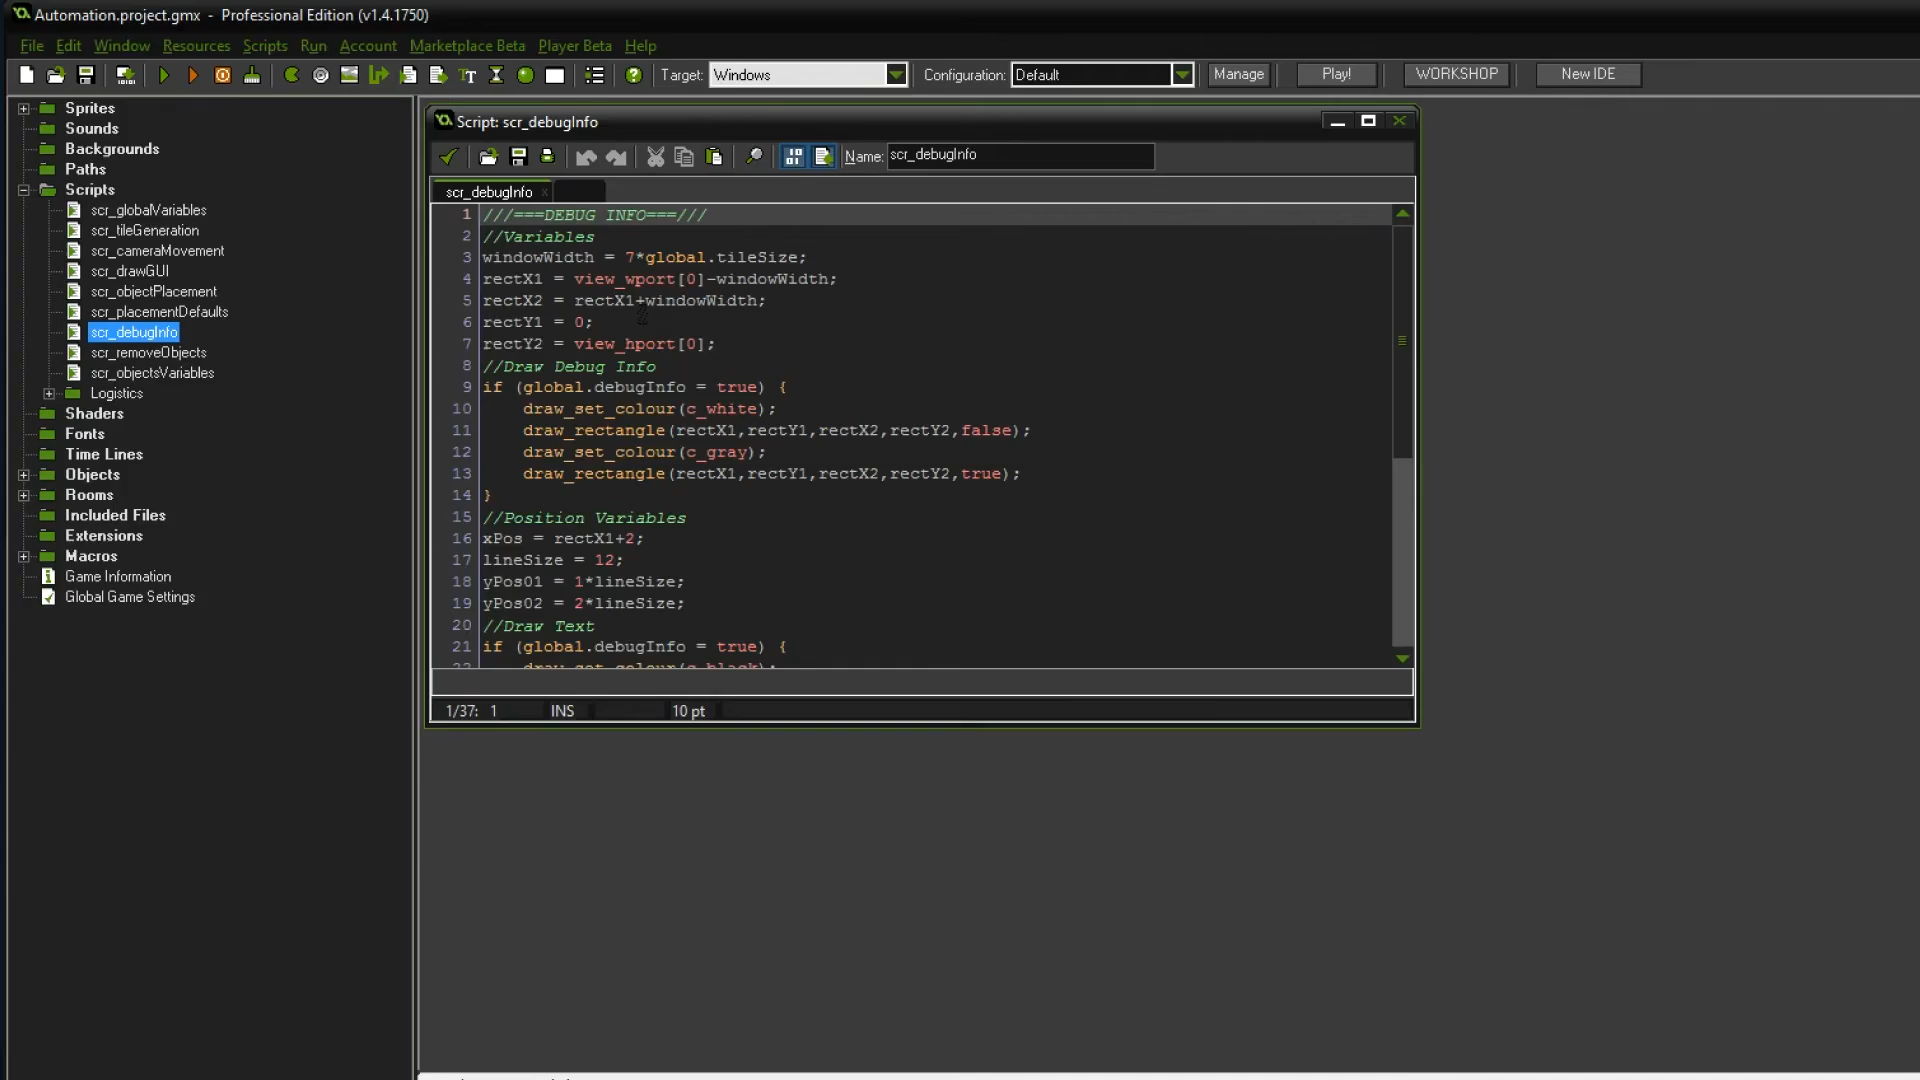 Automation.project.gmx - Professional Edition (v1.4.1750)
File Edit Window Resources Scripts Run Account Marketplace Beta Player Beta Help
Target: Windows Configuration: Default Manage Play! WORKSHOP New IDE
Sprites
Sounds
Backgrounds
Paths
Scripts
scr_globalVariables
scr_tileGeneration
scr_cameraMovement
scr_drawGUI
scr_objectPlacement
scr_placementDefaults
scr_debugInfo
scr_removeObjects
scr_objectsVariables
Logistics
Shaders
Fonts
Time Lines
Objects
Rooms
Included Files
Extensions
Macros
Game Information
Global Game Settings
Script: scr_debugInfo
Name: scr_debugInfo
scr_debugInfo
1 ///===DEBUG INFO===///
2 //Variables
3 windowWidth = 7*global.tileSize;
4 rectX1 = view_wport[0]-windowWidth;
5 rectX2 = rectX1+windowWidth;
6 rectY1 = 0;
7 rectY2 = view_hport[0];
8 //Draw Debug Info
9 if (global.debugInfo = true) {
10 draw_set_colour(c_white);
11 draw_rectangle(rectX1,rectY1,rectX2,rectY2,false);
12 draw_set_colour(c_gray);
13 draw_rectangle(rectX1,rectY1,rectX2,rectY2,true);
14 }
15 //Position Variables
16 xPos = rectX1+2;
17 lineSize = 12;
18 yPos01 = 1*lineSize;
19 yPos02 = 2*lineSize;
20 //Draw Text
21 if (global.debugInfo = true) {
22 draw_set_colour(c_black);
1/37: 1 INS 10 pt